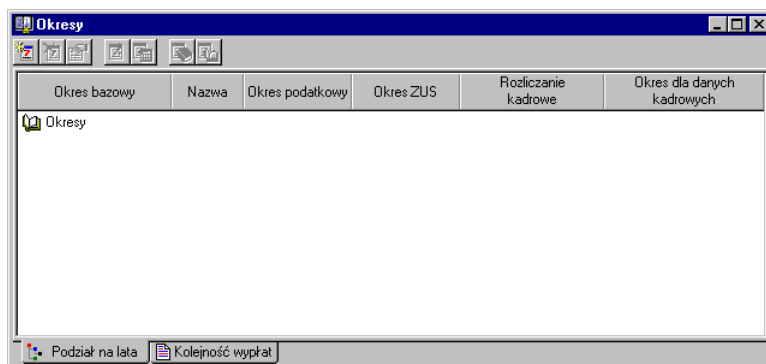 Okresy
Okres bazowy
Nazwa
Okres podatkowy
Okres ZUS
Rozliczanie
kadrowe
Okres dla danych
kadrowych
Okresy
Podział na lata
Kolejność wypłat